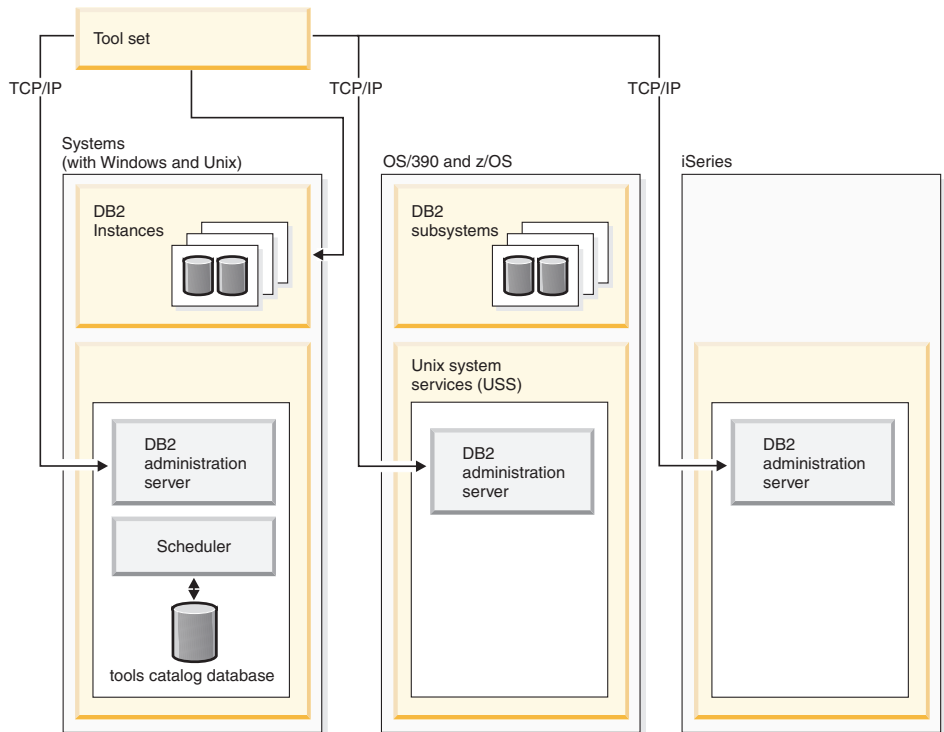 Tool set
TCP/IP
TCP/IP
TCP/IP
Systems
(with Windows and Unix)
DB2
Instances
DB2
administration
server
Scheduler
tools catalog database
OS/390 and z/OS
DB2
subsystems
Unix system
services (USS)
DB2
administration
server
iSeries
DB2
administration
server